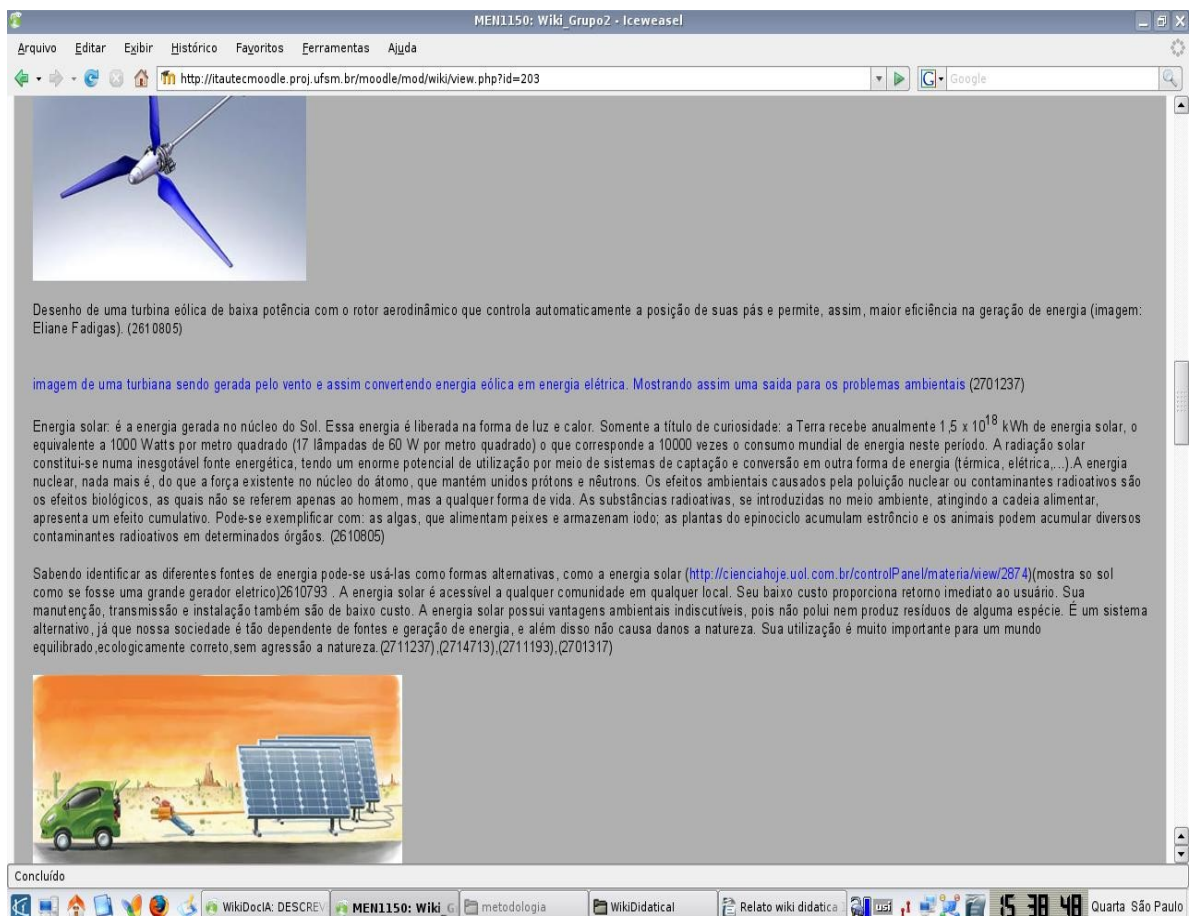 MEN1150: Wiki_Grupo2 - Iceweasel
Arquivo Editar Exibir Histórico Favoritos Ferramentas Ajuda
http://itautecmoodle.proj.ufsm.br/moodle/mod/wiki/view.php?id=203
G Google
Desenho de uma turbina eólica de baixa potência com o rotor aerodinâmico que controla automaticamente a posição de suas pás e permite, assim, maior eficiência na geração de energia (imagem:
Eliane Fadigas). (2610805)
imagem de uma turbiana sendo gerada pelo vento e assim convertendo energia eólica em energia elétrica. Mostrando assim uma saida para os problemas ambientais (2701237)
Energia solar: é a energia gerada no núcleo do Sol. Essa energia é liberada na forma de luz e calor. Somente a título de curiosidade: a Terra recebe anualmente 1,5 x 10^18 kWh de energia solar, o
equivalente a 1000 Watts por metro quadrado (17 lâmpadas de 60 W por metro quadrado) o que corresponde a 10000 vezes o consumo mundial de energia neste período. A radiação solar
constitui-se numa inesgotável fonte energética, tendo um enorme potencial de utilização por meio de sistemas de captação e conversão em outra forma de energia (térmica, elétrica,...).A energia
nuclear, nada mais é, do que a força existente no núcleo do átomo, que mantém unidos prótons e nêutrons. Os efeitos ambientais causados pela poluição nuclear ou contaminantes radioativos são
os efeitos biológicos, as quais não se referem apenas ao homem, mas a qualquer forma de vida. As substâncias radioativas, se introduzidas no meio ambiente, atingindo a cadeia alimentar,
apresenta um efeito cumulativo. Pode-se exemplificar com: as algas, que alimentam peixes e armazenam iodo; as plantas do epinociclo acumulam estrôncio e os animais podem acumular diversos
contaminantes radioativos em determinados órgãos. (2610805)
Sabendo identificar as diferentes fontes de energia pode-se usá-las como formas alternativas, como a energia solar (http://cienciahoje.uol.com.br/controlPanel/materia/view/2874)(mostra so sol
como se fosse uma grande gerador eletrico)2610793 . A energia solar é acessível a qualquer comunidade em qualquer local. Seu baixo custo proporciona retorno imediato ao usuário. Sua
manutenção, transmissão e instalação também são de baixo custo. A energia solar possui vantagens ambientais indiscutíveis, pois não polui nem produz resíduos de alguma espécie. É um sistema
alternativo, já que nossa sociedade é tão dependente de fontes e geração de energia, e além disso não causa danos a natureza. Sua utilização é muito importante para um mundo
equilibrado,ecologicamente correto,sem agressão a natureza.(2711237),(2714713),(2711193),(2701317)
Concluído
WikiDocIA: DESCREV MEN1150: Wiki_G metodologia WikiDidatical Relato wiki didatica usi 15 38 48 Quarta São Paulo